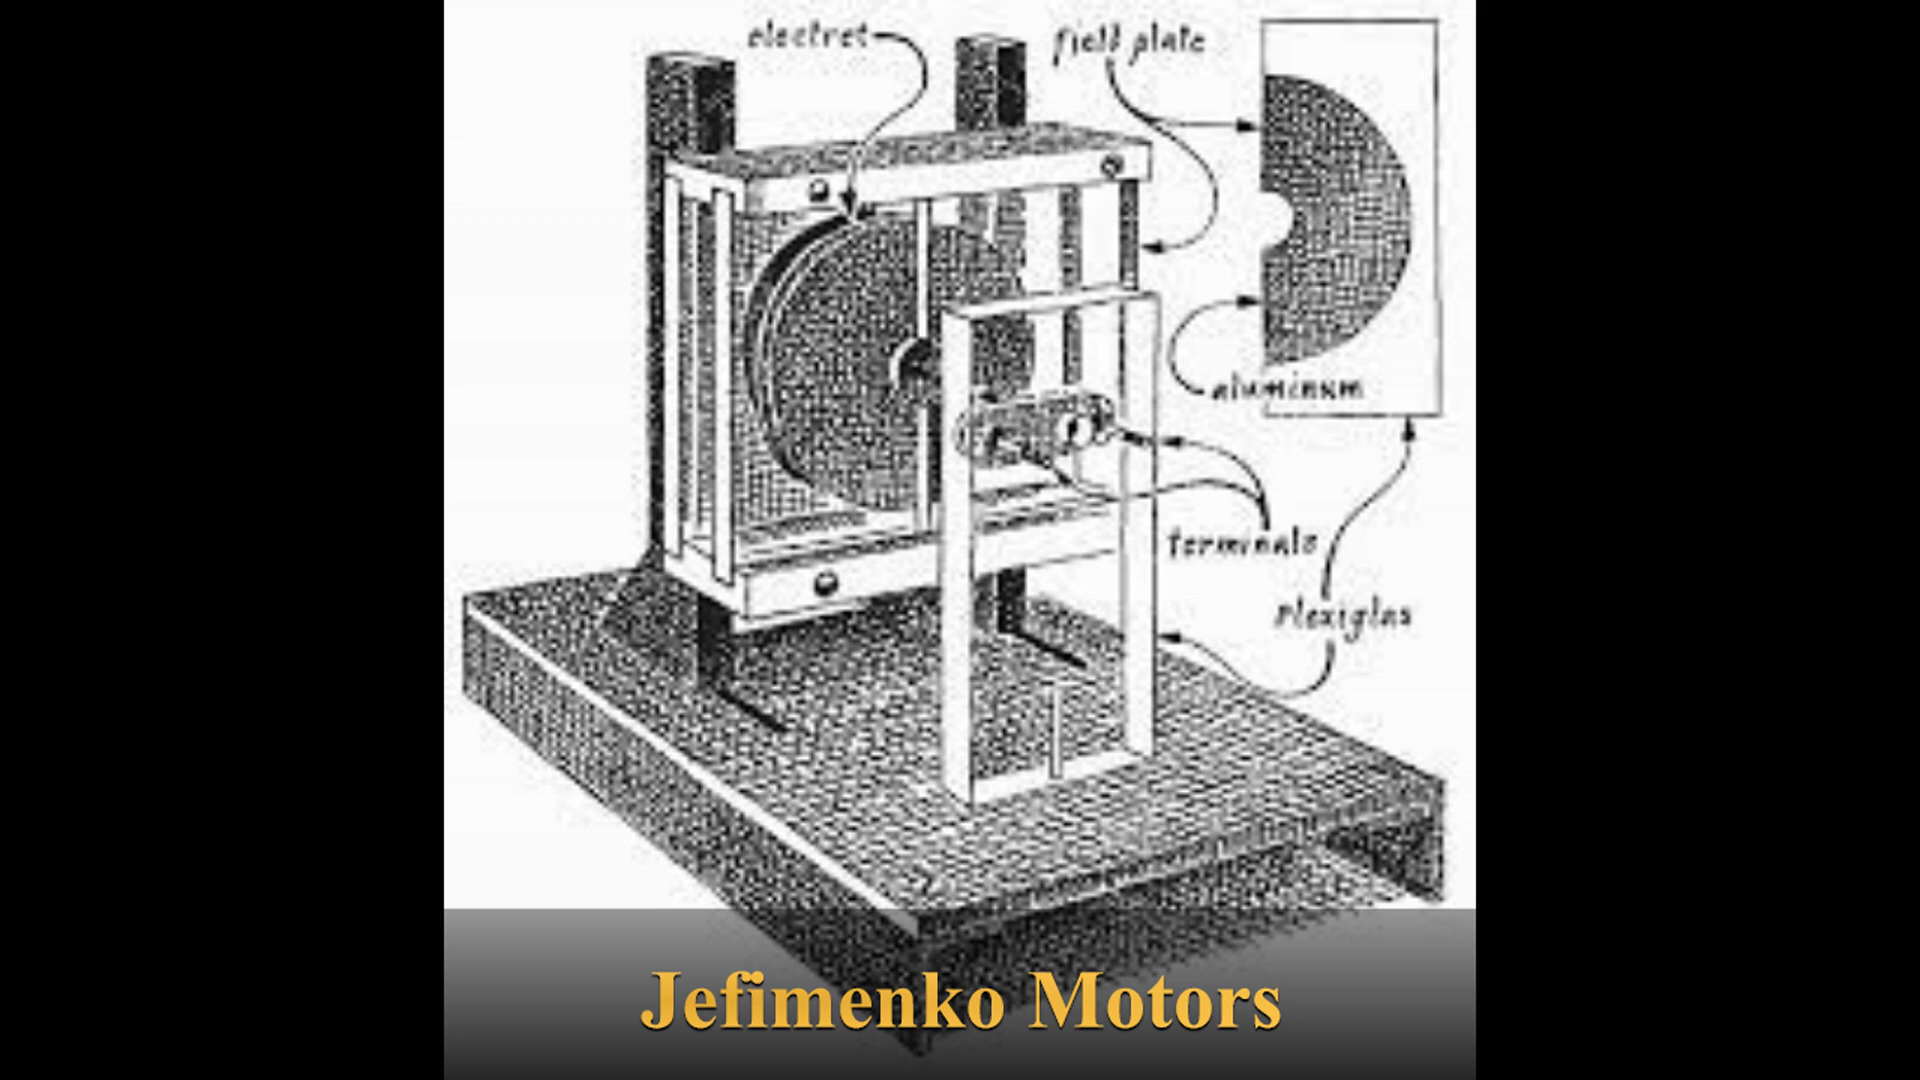 electret
field plate
aluminum
terminals
Plexiglas
Jefimenko Motors